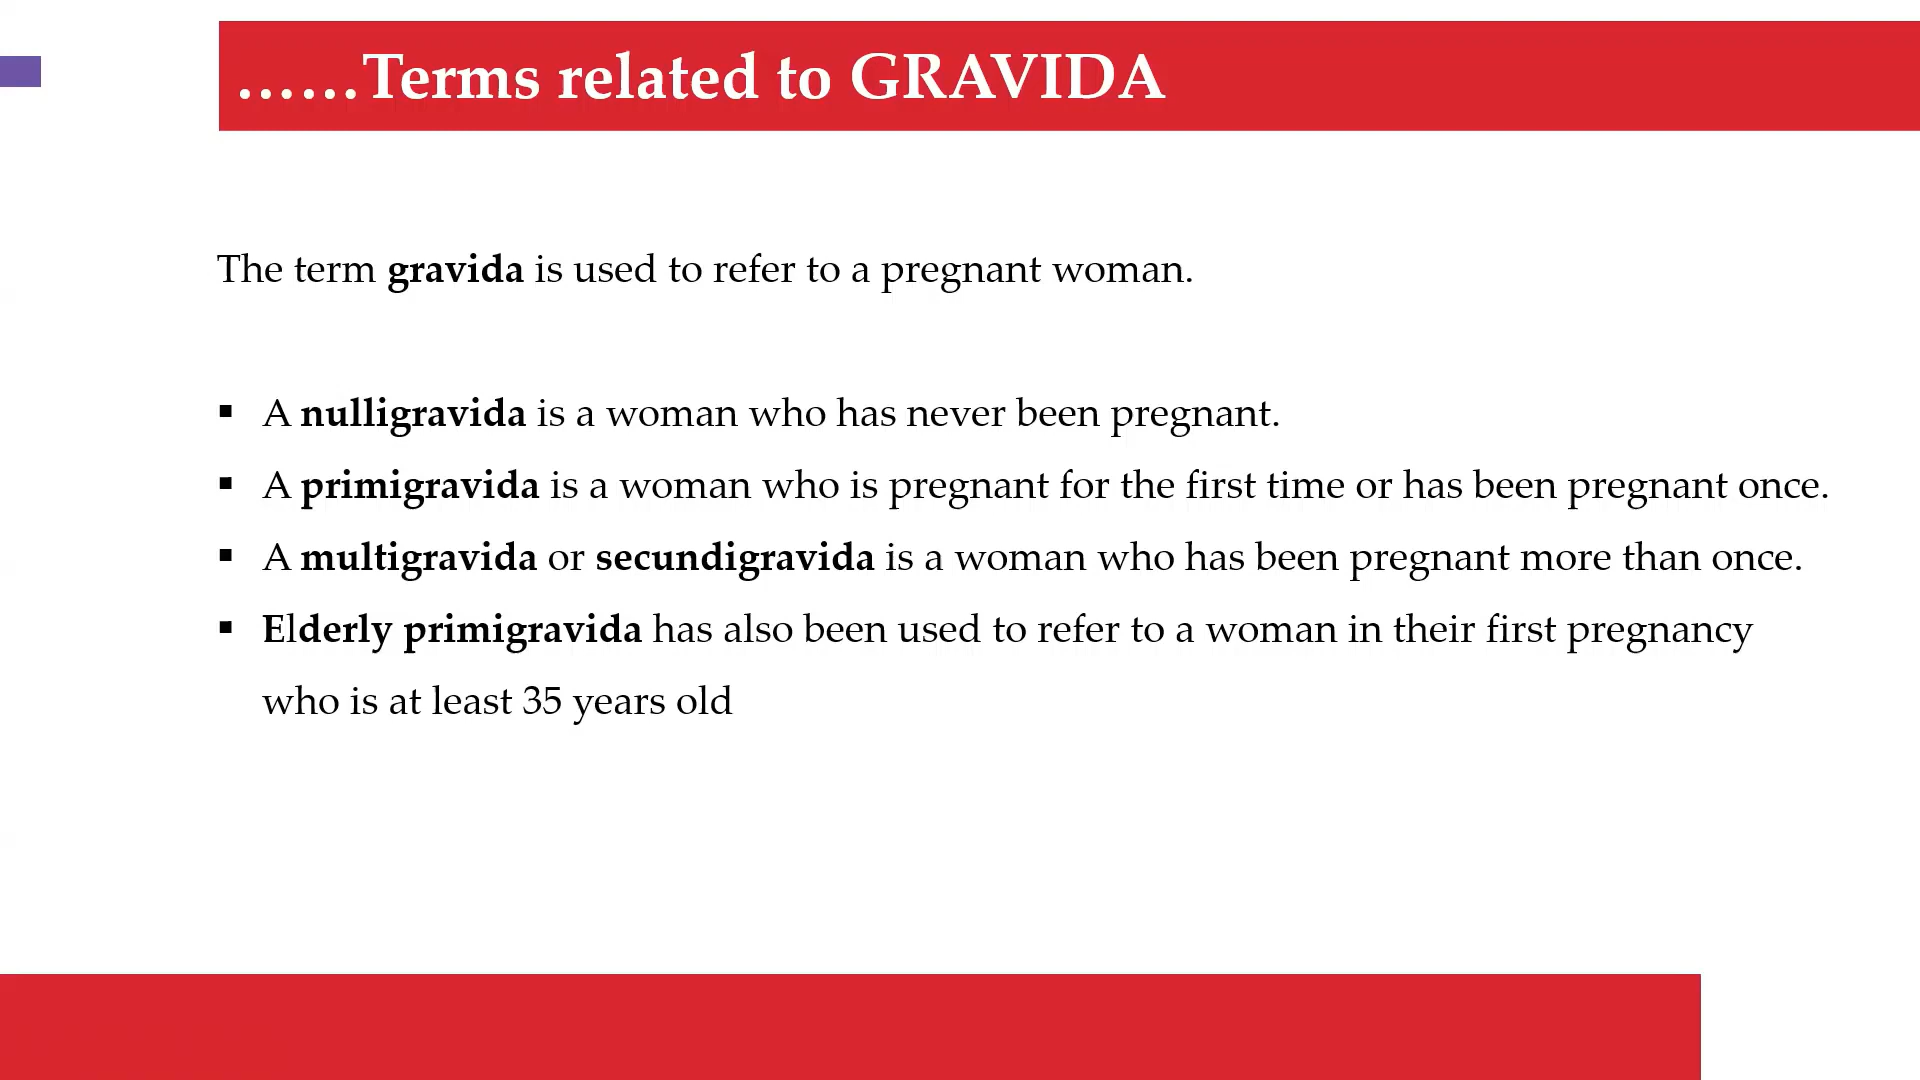 ......Terms related to GRAVIDA
The term gravida is used to refer to a pregnant woman.
▪ A nulligravida is a woman who has never been pregnant.
▪ A primigravida is a woman who is pregnant for the first time or has been pregnant once.
▪ A multigravida or secundigravida is a woman who has been pregnant more than once.
▪ Elderly primigravida has also been used to refer to a woman in their first pregnancy
who is at least 35 years old